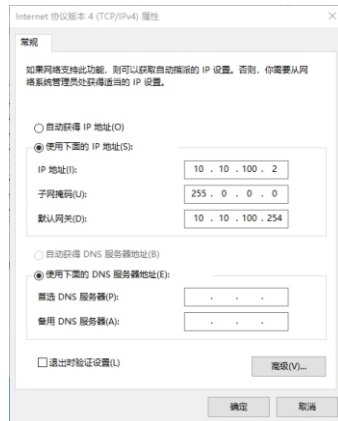 Internet 协议版本 4 (TCP/IPv4) 属性
常规
如果网络支持此功能，则可以获取自动指派的 IP 设置。否则，你需要从网
络系统管理员处获得适当的 IP 设置。
自动获得 IP 地址(O)
使用下面的 IP 地址(S):
IP 地址(I): 10 . 10 . 100 . 2
子网掩码(U): 255 . 0 . 0 . 0
默认网关(D): 10 . 10 . 100 . 254
自动获得 DNS 服务器地址(B)
使用下面的 DNS 服务器地址(E):
首选 DNS 服务器(P): . . .
备用 DNS 服务器(A): . . .
退出时验证设置(L)
高级(V)...
确定 取消